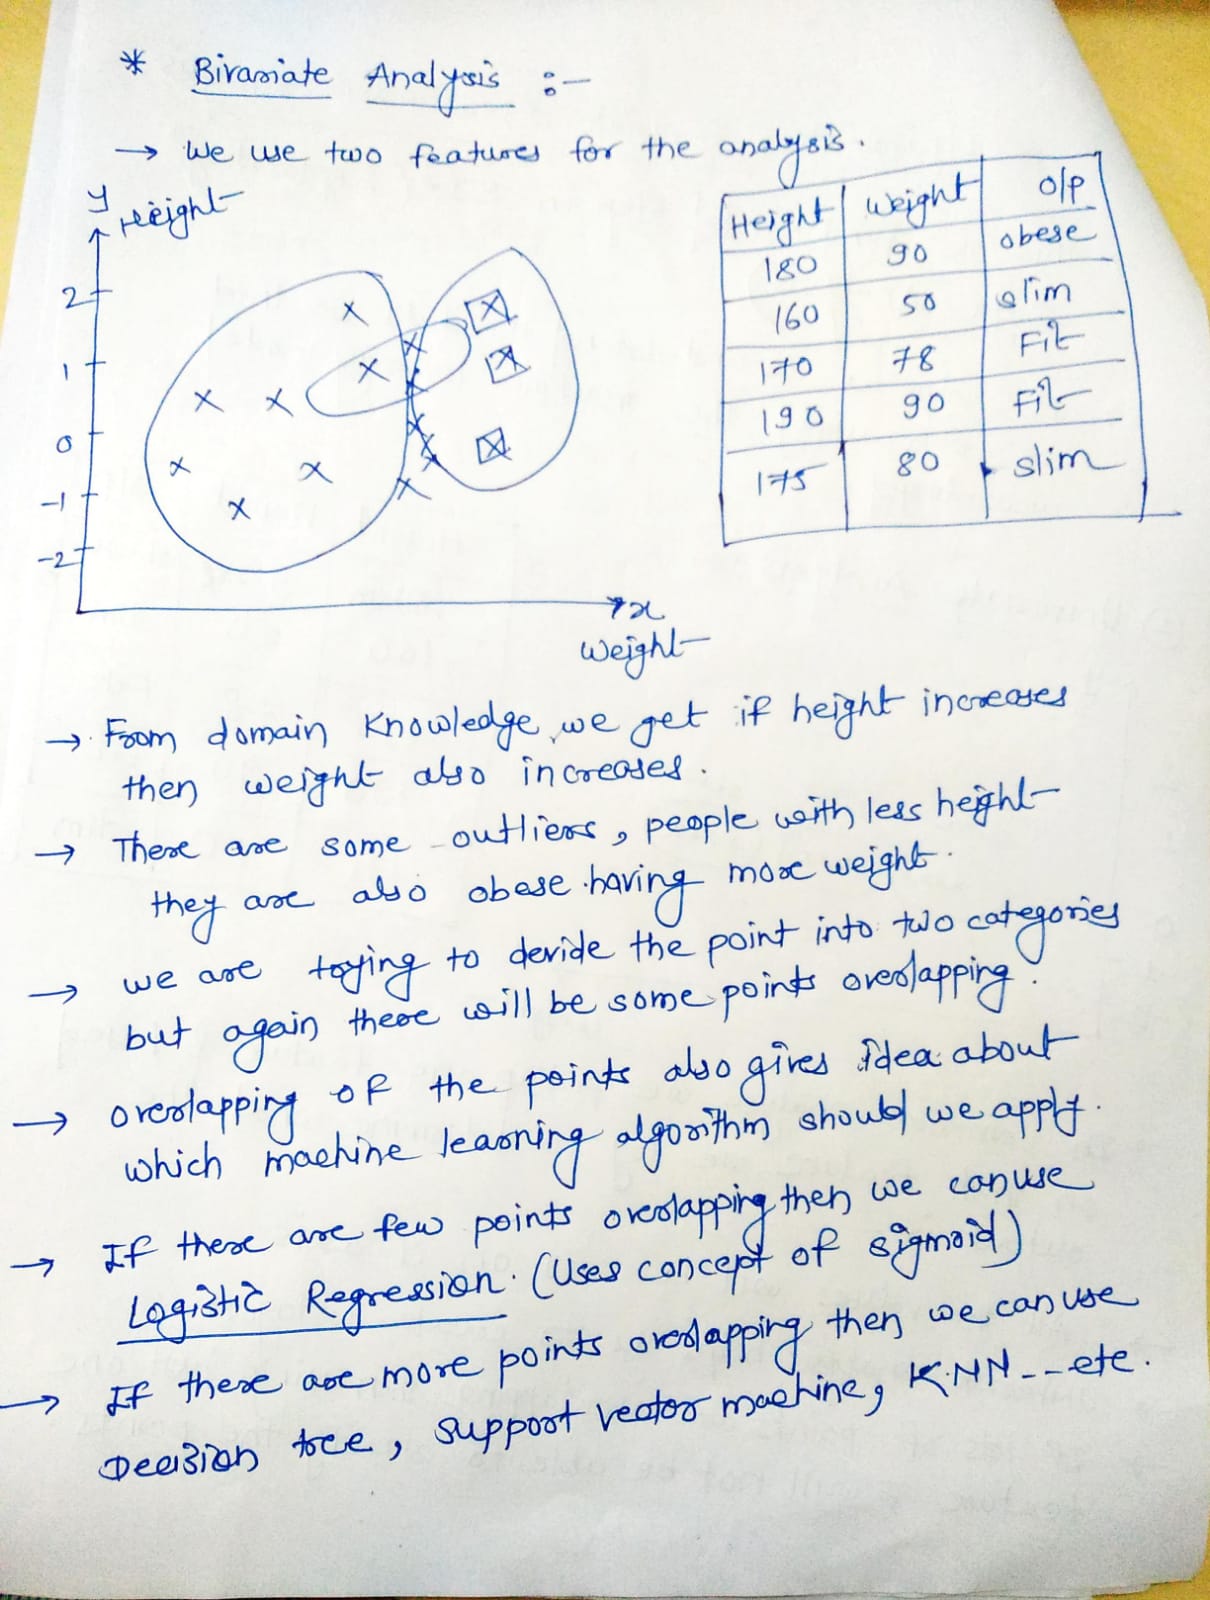 * Bivariate Analysis :-
→ We use two features for the analysis.
y
Height
2
1
0
-1
-2
x
Weight
Height Weight o/p
180 90 obese
160 50 slim
170 78 Fit
190 90 Fit
175 80 slim
→ From domain knowledge, we get if height increases
then weight also increases.
→ There are some outliers, people with less height
they are also obese having more weight.
→ we are trying to devide the point into two categories
but again there will be some points overlapping.
→ overlapping of the points also gives idea about
which machine learning algorithm should we apply.
→ If there are few points overlapping then we can use
Logistic Regression. (Uses concept of sigmoid)
→ If there are more points overlapping then we can use
Decision tree, support vector machine, K.NN --etc.